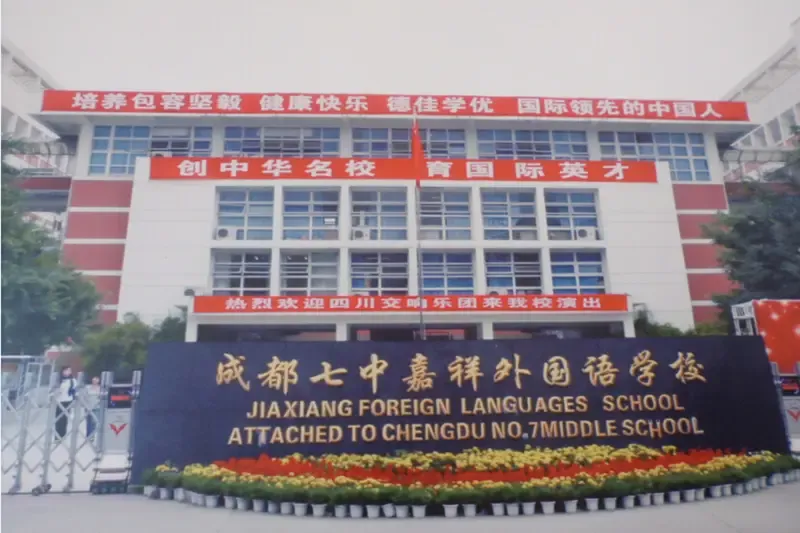 培养包容坚毅 健康快乐 德佳学优 国际领先的中国人
创中华名校 育国际英才
热烈欢迎四川交响乐团来我校演出
成都七中嘉祥外国语学校
JIAXIANG FOREIGN LANGUAGES SCHOOL
ATTACHED TO CHENGDU NO.7MIDDLE SCHOOL